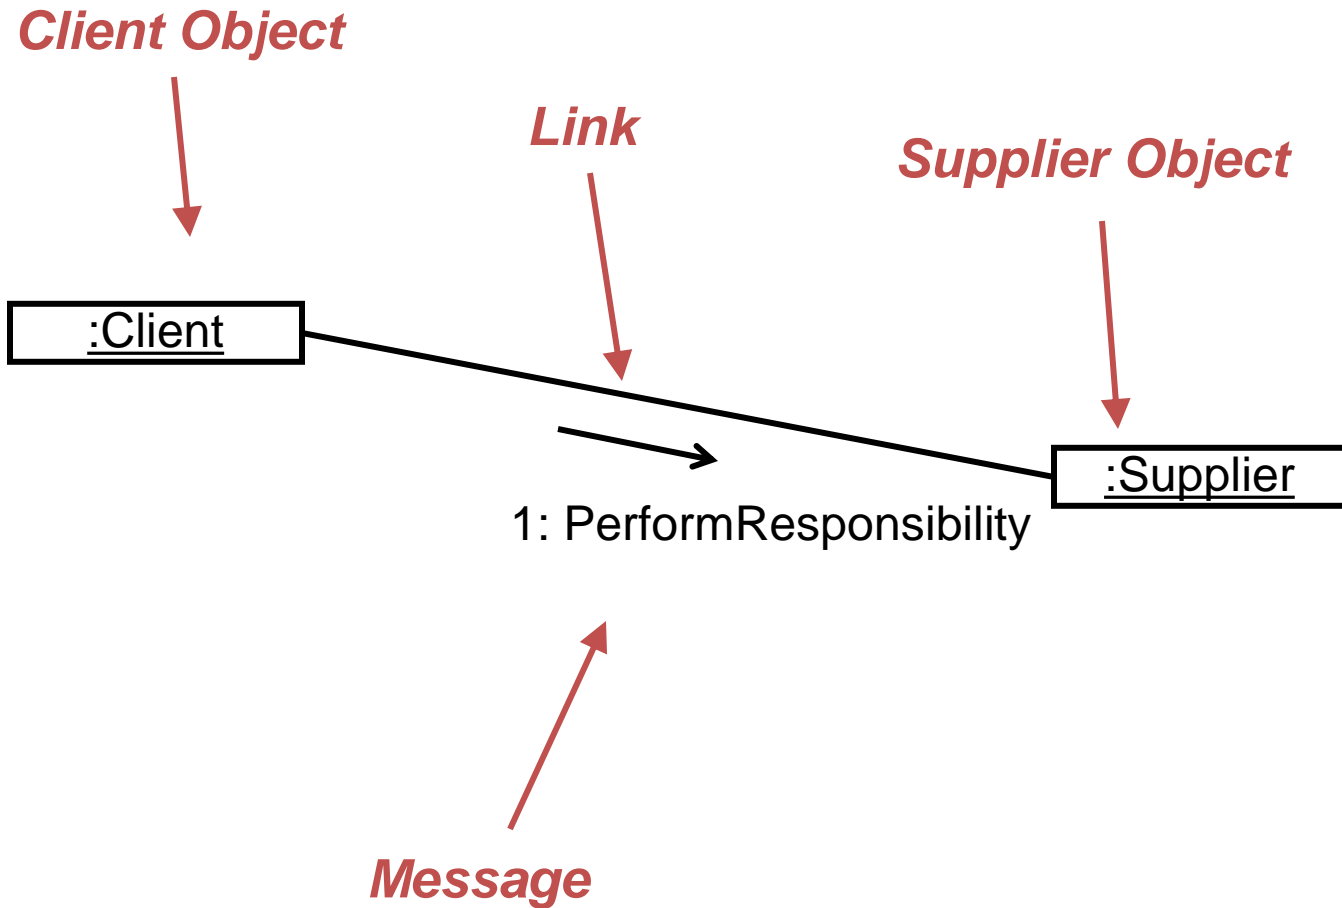 Client Object
Link
Supplier Object
:Client
:Supplier
1: PerformResponsibility
Message